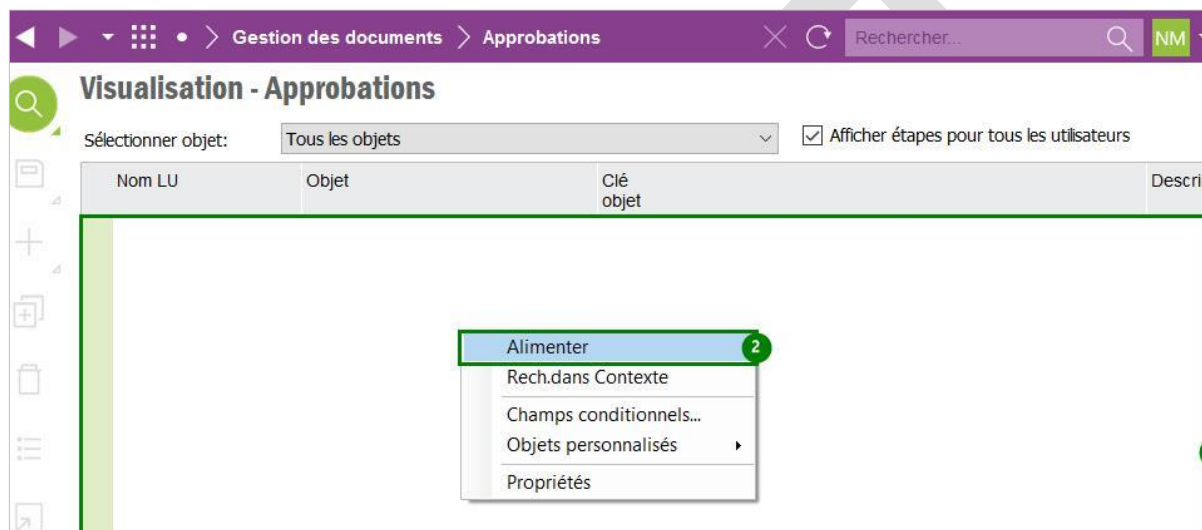 Gestion des documents Approbations Rechercher... NM
Visualisation - Approbations
Sélectionner objet: Tous les objets Afficher étapes pour tous les utilisateurs
Nom LU Objet Clé objet Descri
Alimenter 2
Rech.dans Contexte
Champs conditionnels...
Objets personnalisés
Propriétés